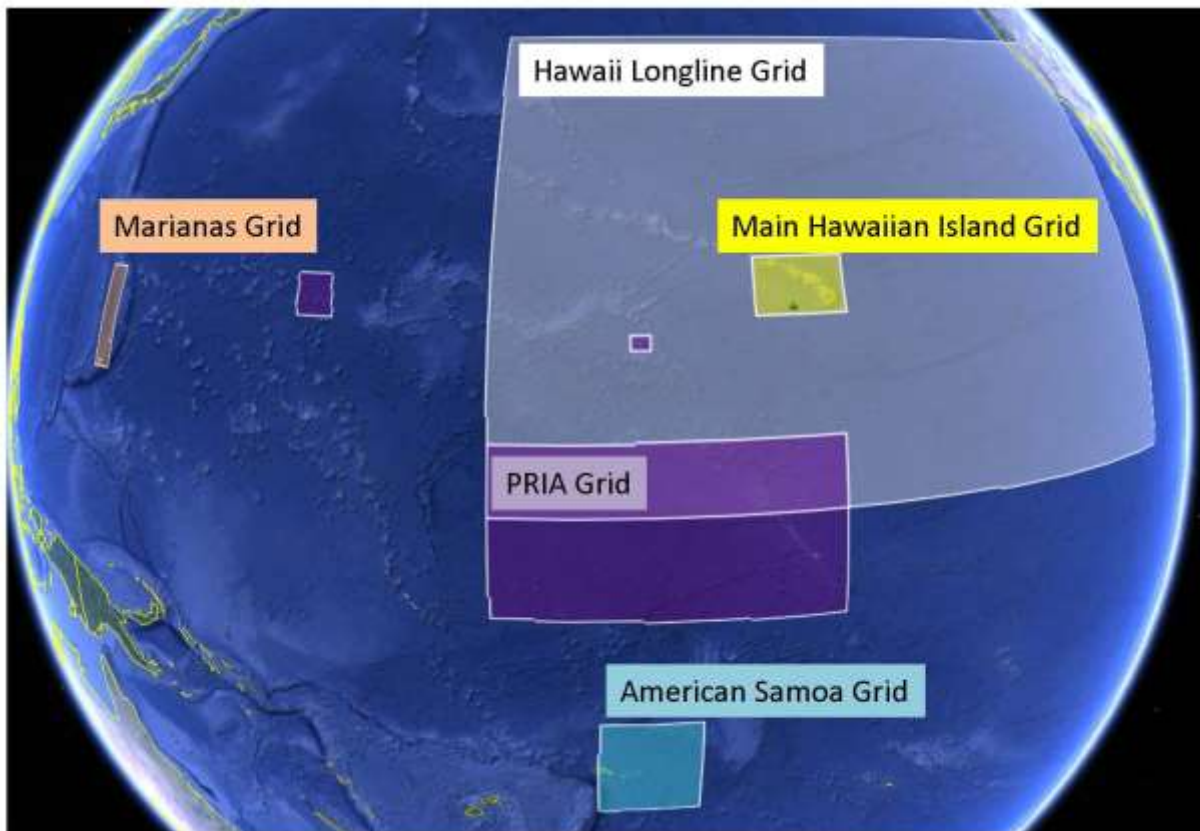 Hawaii Longline Grid
Marianas Grid
Main Hawaiian Island Grid
PRIA Grid
American Samoa Grid